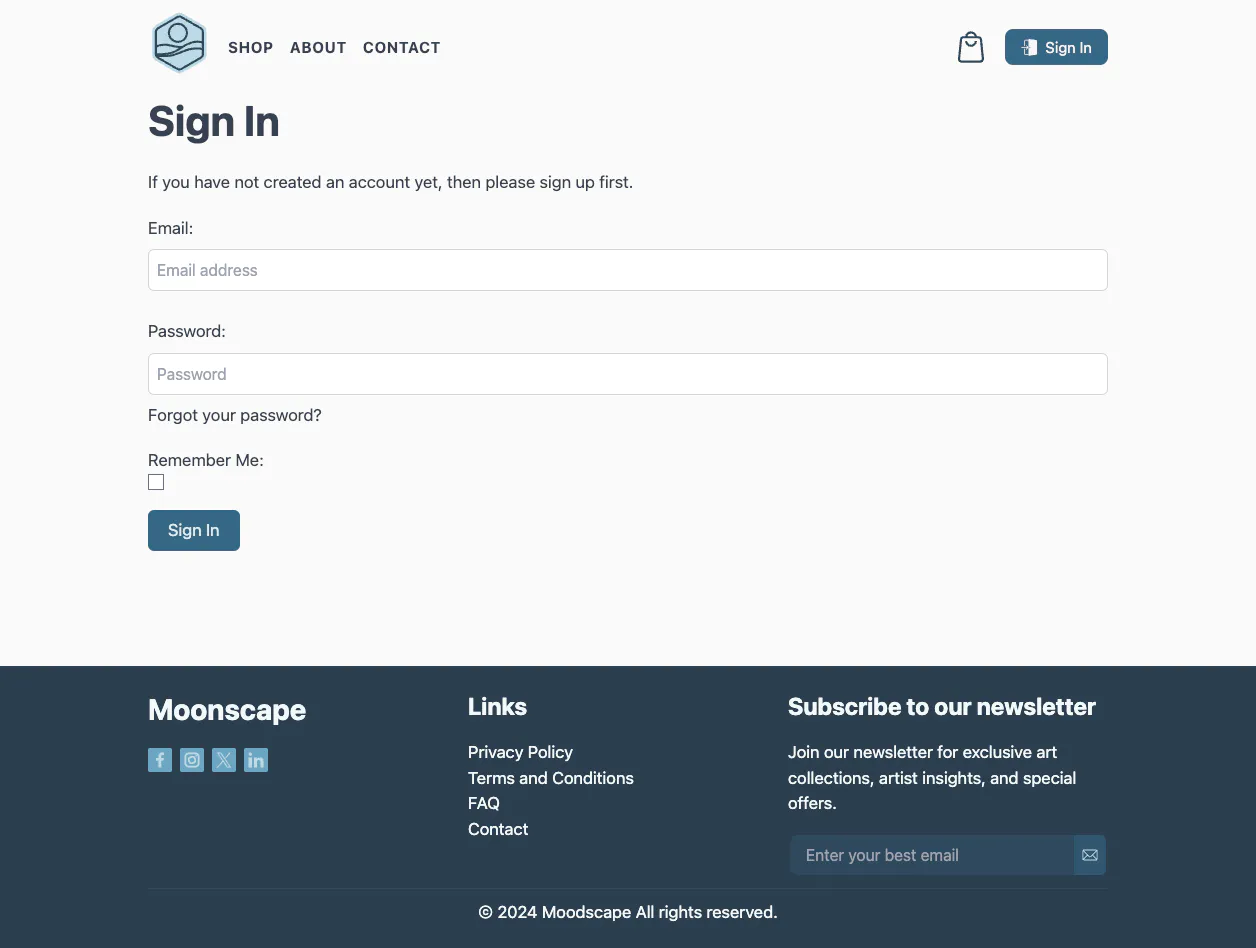 SHOP ABOUT CONTACT Sign In
Sign In
If you have not created an account yet, then please sign up first.
Email:
Email address
Password:
Password
Forgot your password?
Remember Me:
Sign In
Moonscape
Links
Privacy Policy
Terms and Conditions
FAQ
Contact
Subscribe to our newsletter
Join our newsletter for exclusive art
collections, artist insights, and special
offers.
Enter your best email
© 2024 Moodscape All rights reserved.